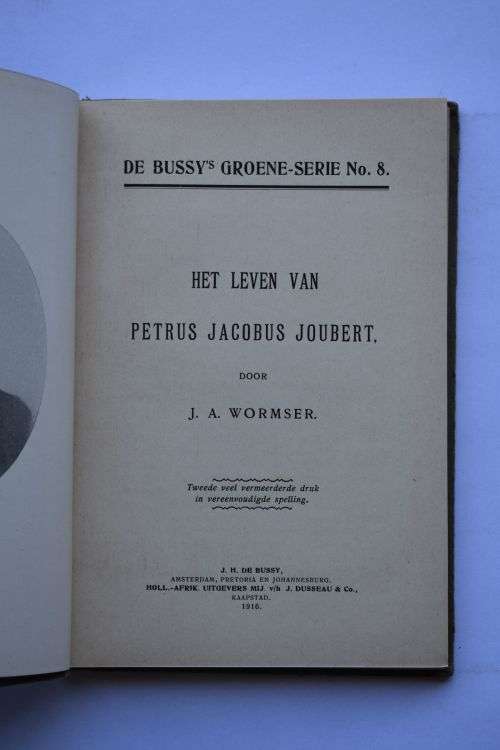 DE BUSSY'S GROENE-SERIE No. 8.
HET LEVEN VAN
PETRUS JACOBUS JOUBERT,
DOOR
J. A. WORMSER.
Tweede veel vermeerderde druk
in vereenvoudigde spelling.
J. H. DE BUSSY,
AMSTERDAM, PRETORIA EN JOHANNESBURG.
HOLL.-AFRIK. UITGEVERS MIJ. v/h J. DUSSEAU & Co.,
KAAPSTAD.
1916.